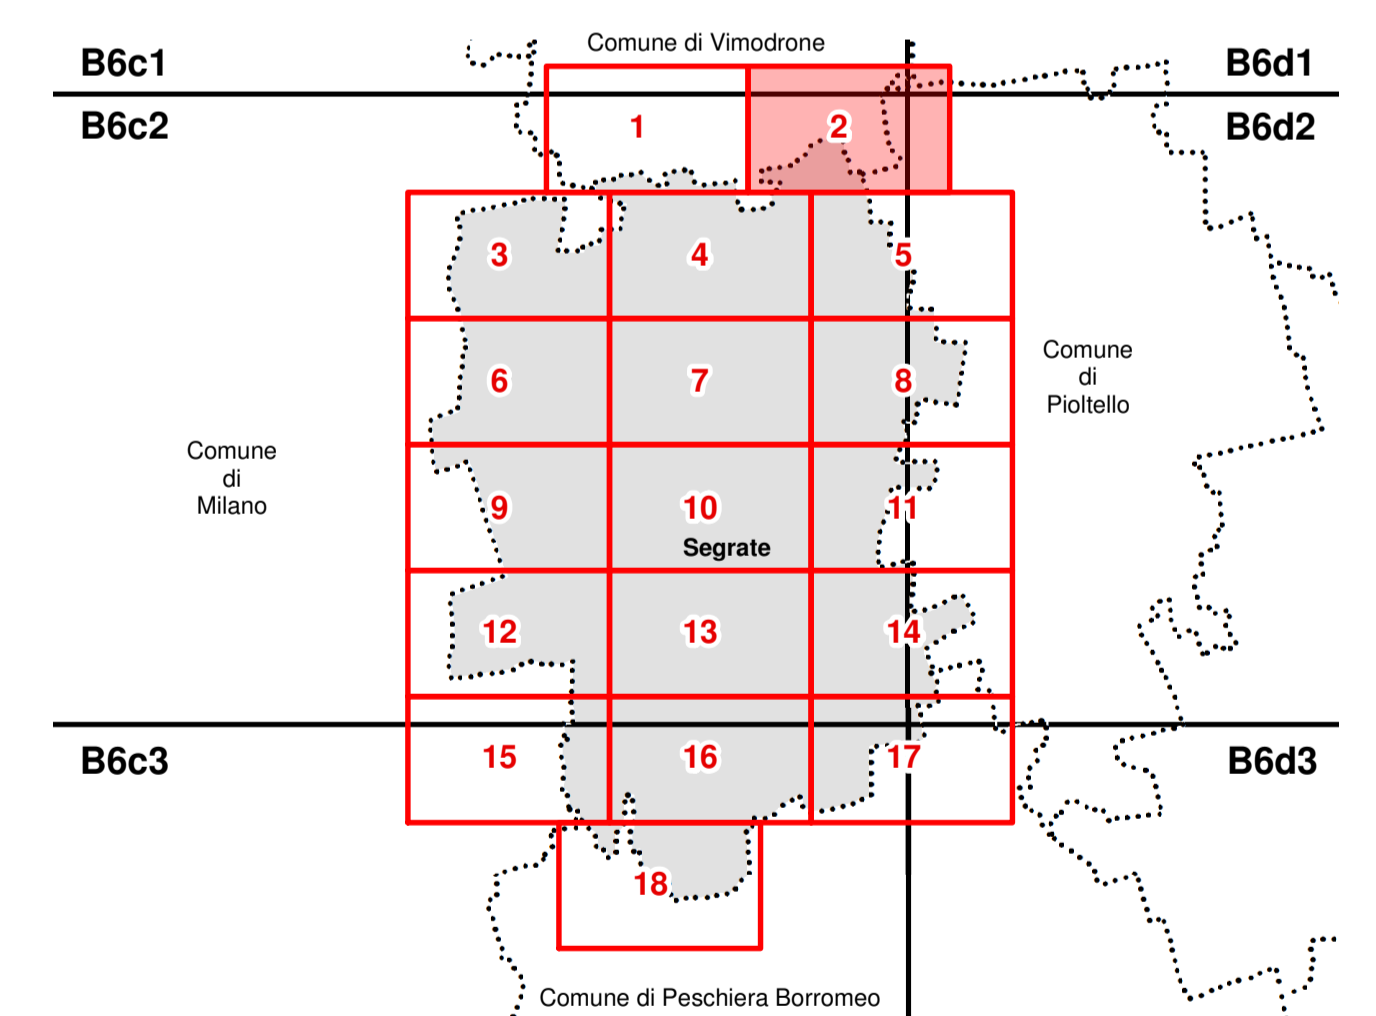 Comune di Vimodrone
B6c1
B6d1
B6c2
1
2
B6d2
3
4
5
Comune
di
Pioltello
6
7
8
Comune
di
Milano
9
10
11
Segrate
12
13
14
B6c3
15
16
17
B6d3
18
Comune di Peschiera Borromeo